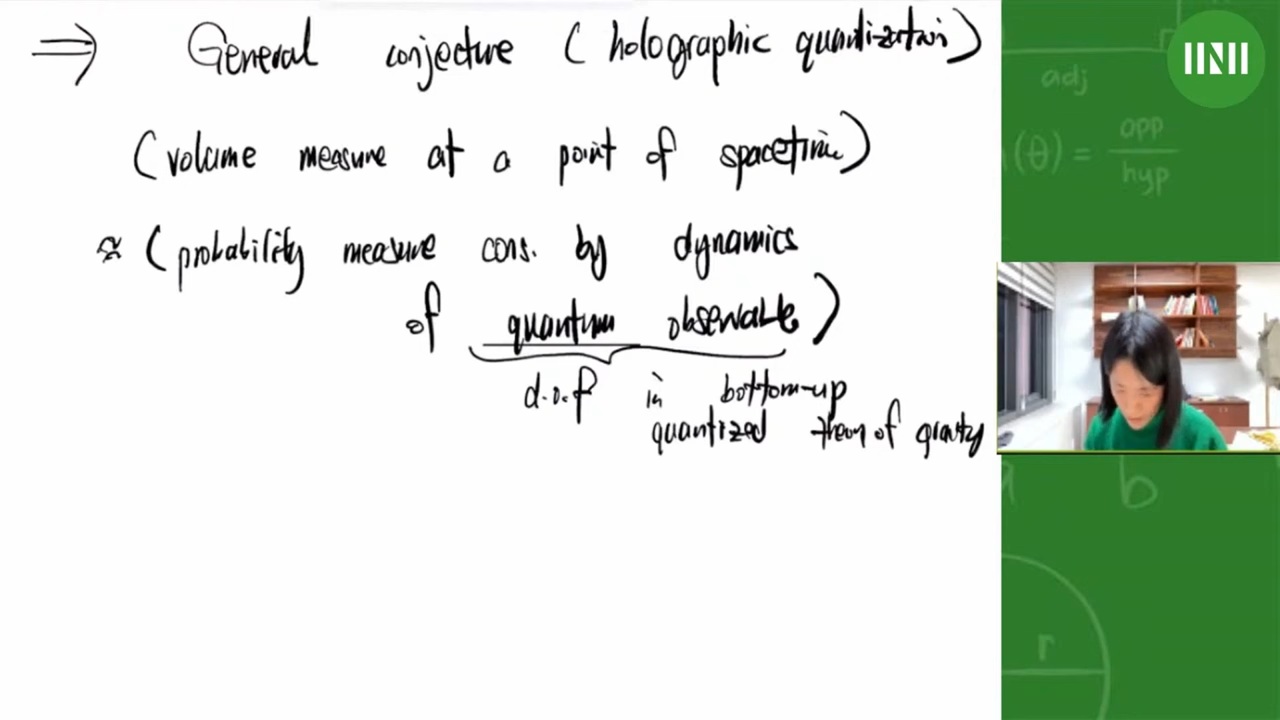 ⇒ General conjecture (holographic quantization)
(volume measure at a point of spacetime)
≈ (probability measure cons. by dynamics
of quantum observable)
d.o.f in bottom-up
quantized theory of gravity
adj
(θ) = opp
hyp
b
r